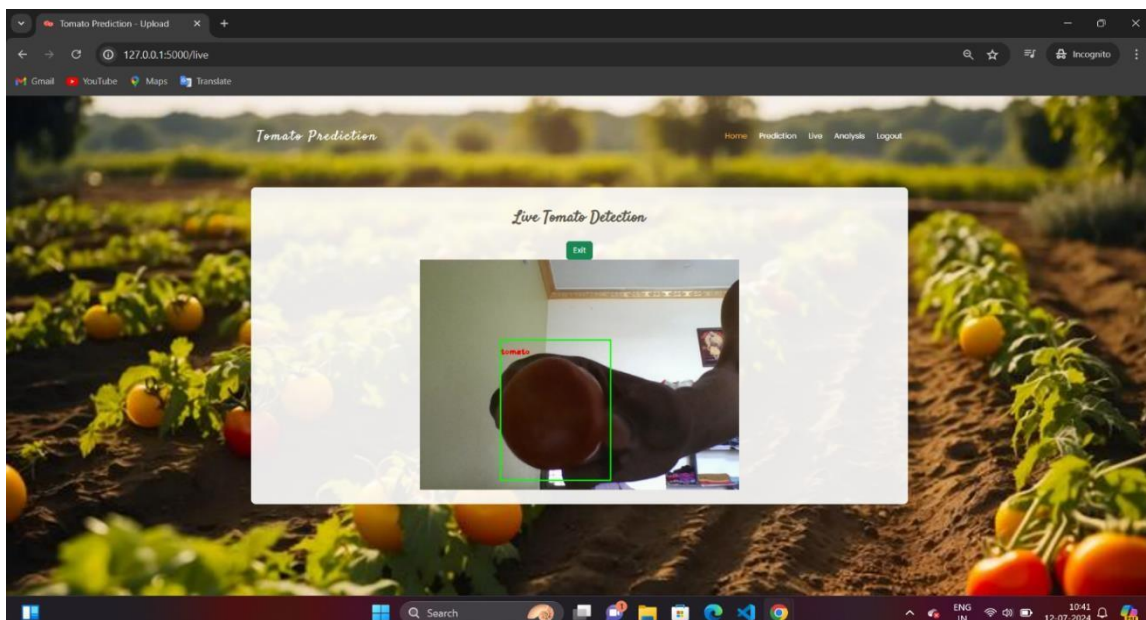 Tomato Prediction - Upload
127.0.0.1:5000/live
Incognito
Gmail YouTube Maps Translate
Tomato Prediction
Home Prediction Live Analysis Logout
Live Tomato Detection
Exit
tomato
Search
ENG
IN
10:41
12-07-2024